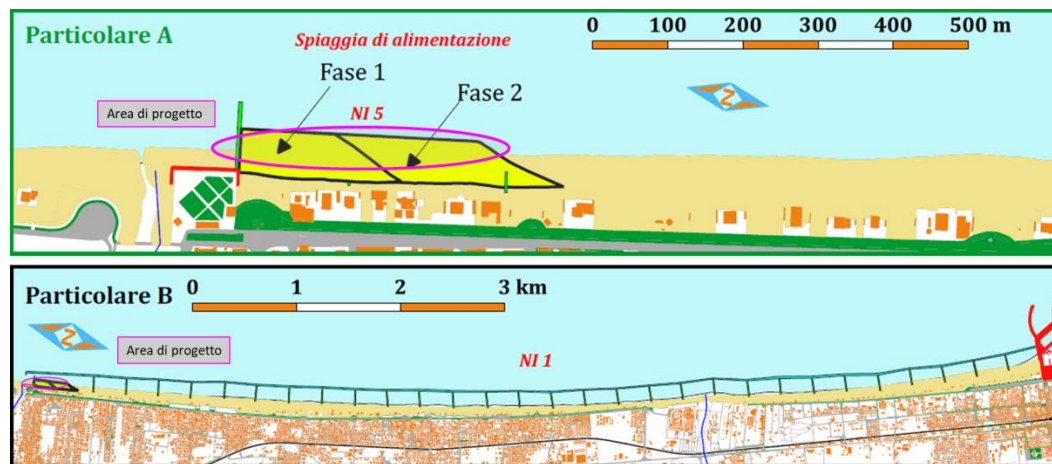 Particolare A
Spiaggia di alimentazione
0 100 200 300 400 500 m
Fase 1
Fase 2
Area di progetto
NI 5
N
Particolare B
0 1 2 3 km
N
Area di progetto
NI 1